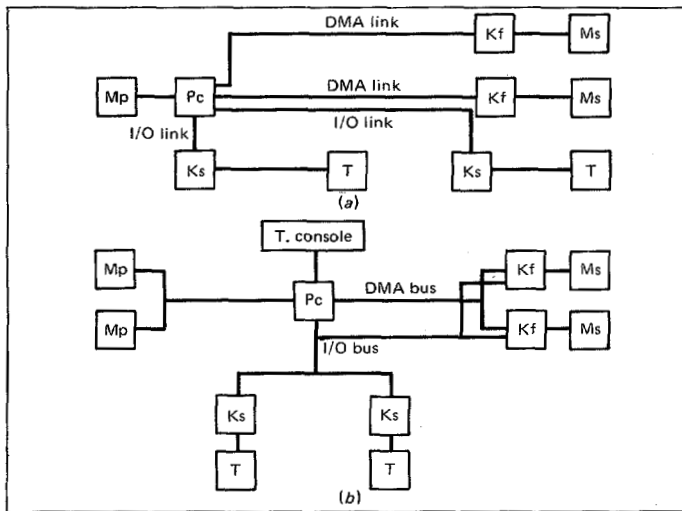 DMA link
Kf
Ms
Mp
Pc
DMA link
Kf
Ms
I/O link
I/O link
Ks
T
Ks
T
(a)
T. console
Mp
Kf
Ms
Pc
DMA bus
Mp
Kf
Ms
I/O bus
Ks
Ks
T
T
(b)